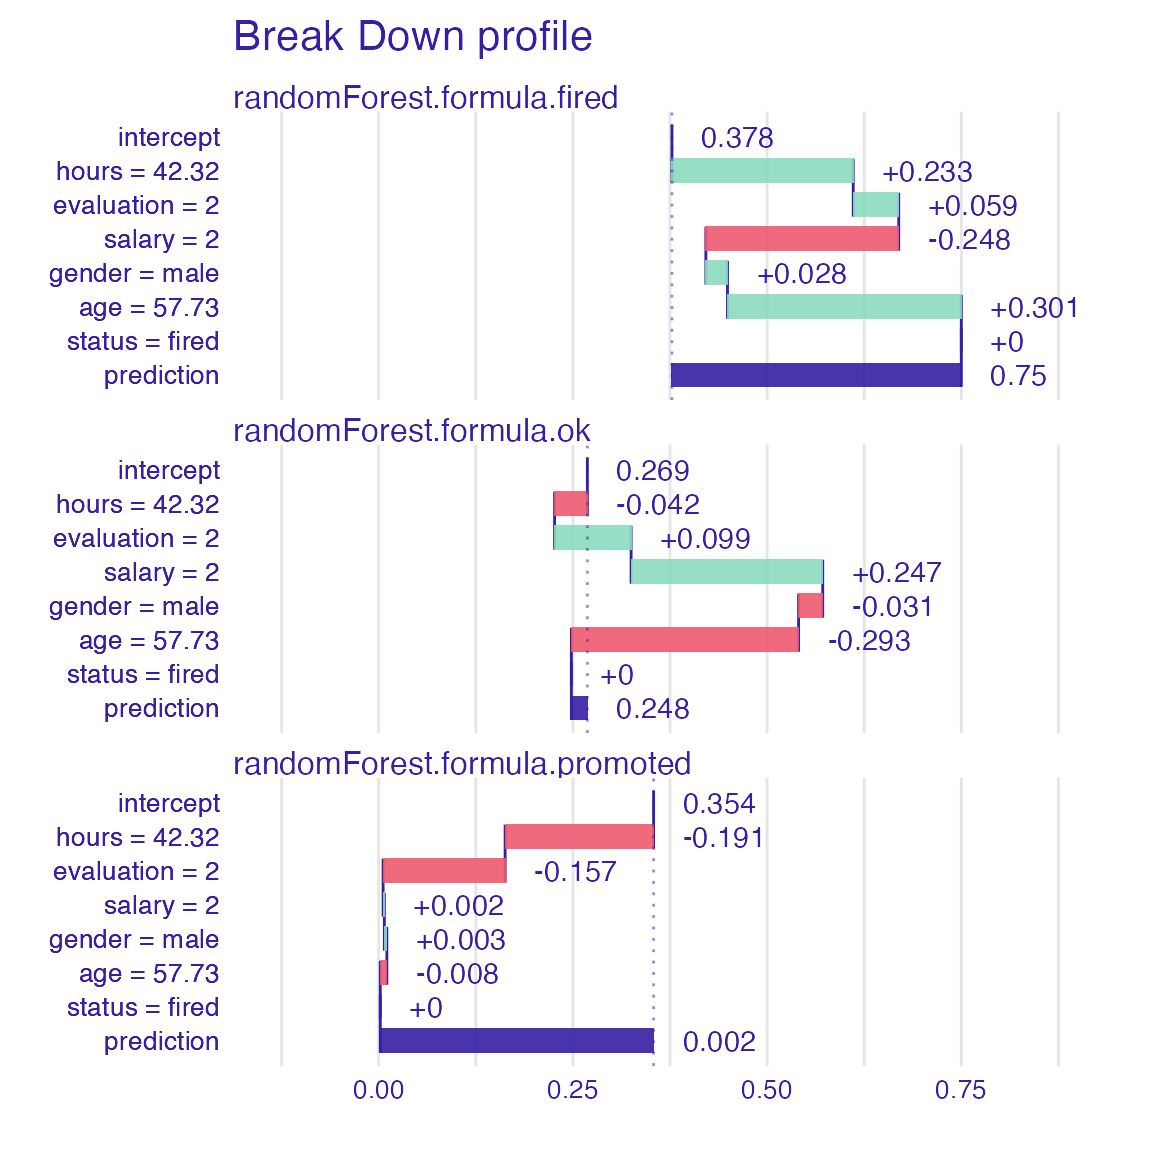 Break Down profile
randomForest.formula.fired
intercept 0.378
hours = 42.32 +0.233
evaluation = 2 +0.059
salary = 2 -0.248
gender = male +0.028
age = 57.73 +0.301
status = fired +0
prediction 0.75
randomForest.formula.ok
intercept 0.269
hours = 42.32 -0.042
evaluation = 2 +0.099
salary = 2 +0.247
gender = male -0.031
age = 57.73 -0.293
status = fired +0
prediction 0.248
randomForest.formula.promoted
intercept 0.354
hours = 42.32 -0.191
evaluation = 2 -0.157
salary = 2 +0.002
gender = male +0.003
age = 57.73 -0.008
status = fired +0
prediction 0.002
0.00 0.25 0.50 0.75